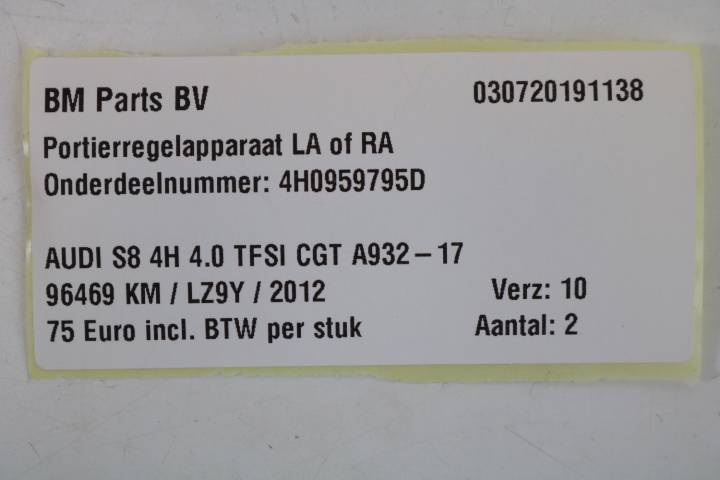 BM Parts BV 030720191138
Portierregelapparaat LA of RA
Onderdeelnummer: 4H0959795D
AUDI S8 4H 4.0 TFSI CGT A932-17
96469 KM / LZ9Y / 2012 Verz: 10
75 Euro incl. BTW per stuk Aantal: 2